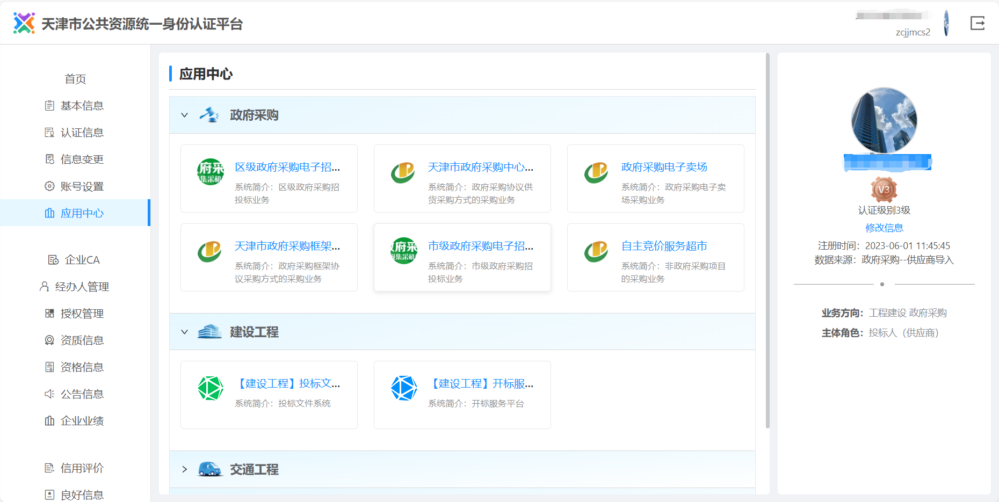 天津市公共资源统一身份认证平台
zcjjmcs2
首页
基本信息
认证信息
信息变更
账号设置
应用中心
企业CA
经办人管理
授权管理
资质信息
资格信息
公告信息
企业业绩
信用评价
良好信息
应用中心
政府采购
区级政府采购电子招...
系统简介：区级政府采购招
投标业务
天津市政府采购中心...
系统简介：政府采购协议供
货采购方式的采购业务
政府采购电子卖场
系统简介：政府采购电子卖
场采购业务
天津市政府采购框架...
系统简介：政府采购框架协
议采购方式的采购业务
市级政府采购电子招...
系统简介：市级政府采购招
投标业务
自主竞价服务超市
系统简介：非政府采购项目
的采购业务
建设工程
【建设工程】投标文...
系统简介：投标文件系统
【建设工程】开标服...
系统简介：开标服务平台
交通工程
V3
认证级别3级
修改信息
注册时间：2023-06-01 11:45:45
数据来源：政府采购--供应商导入
业务方向：工程建设 政府采购
主体角色：投标人（供应商）